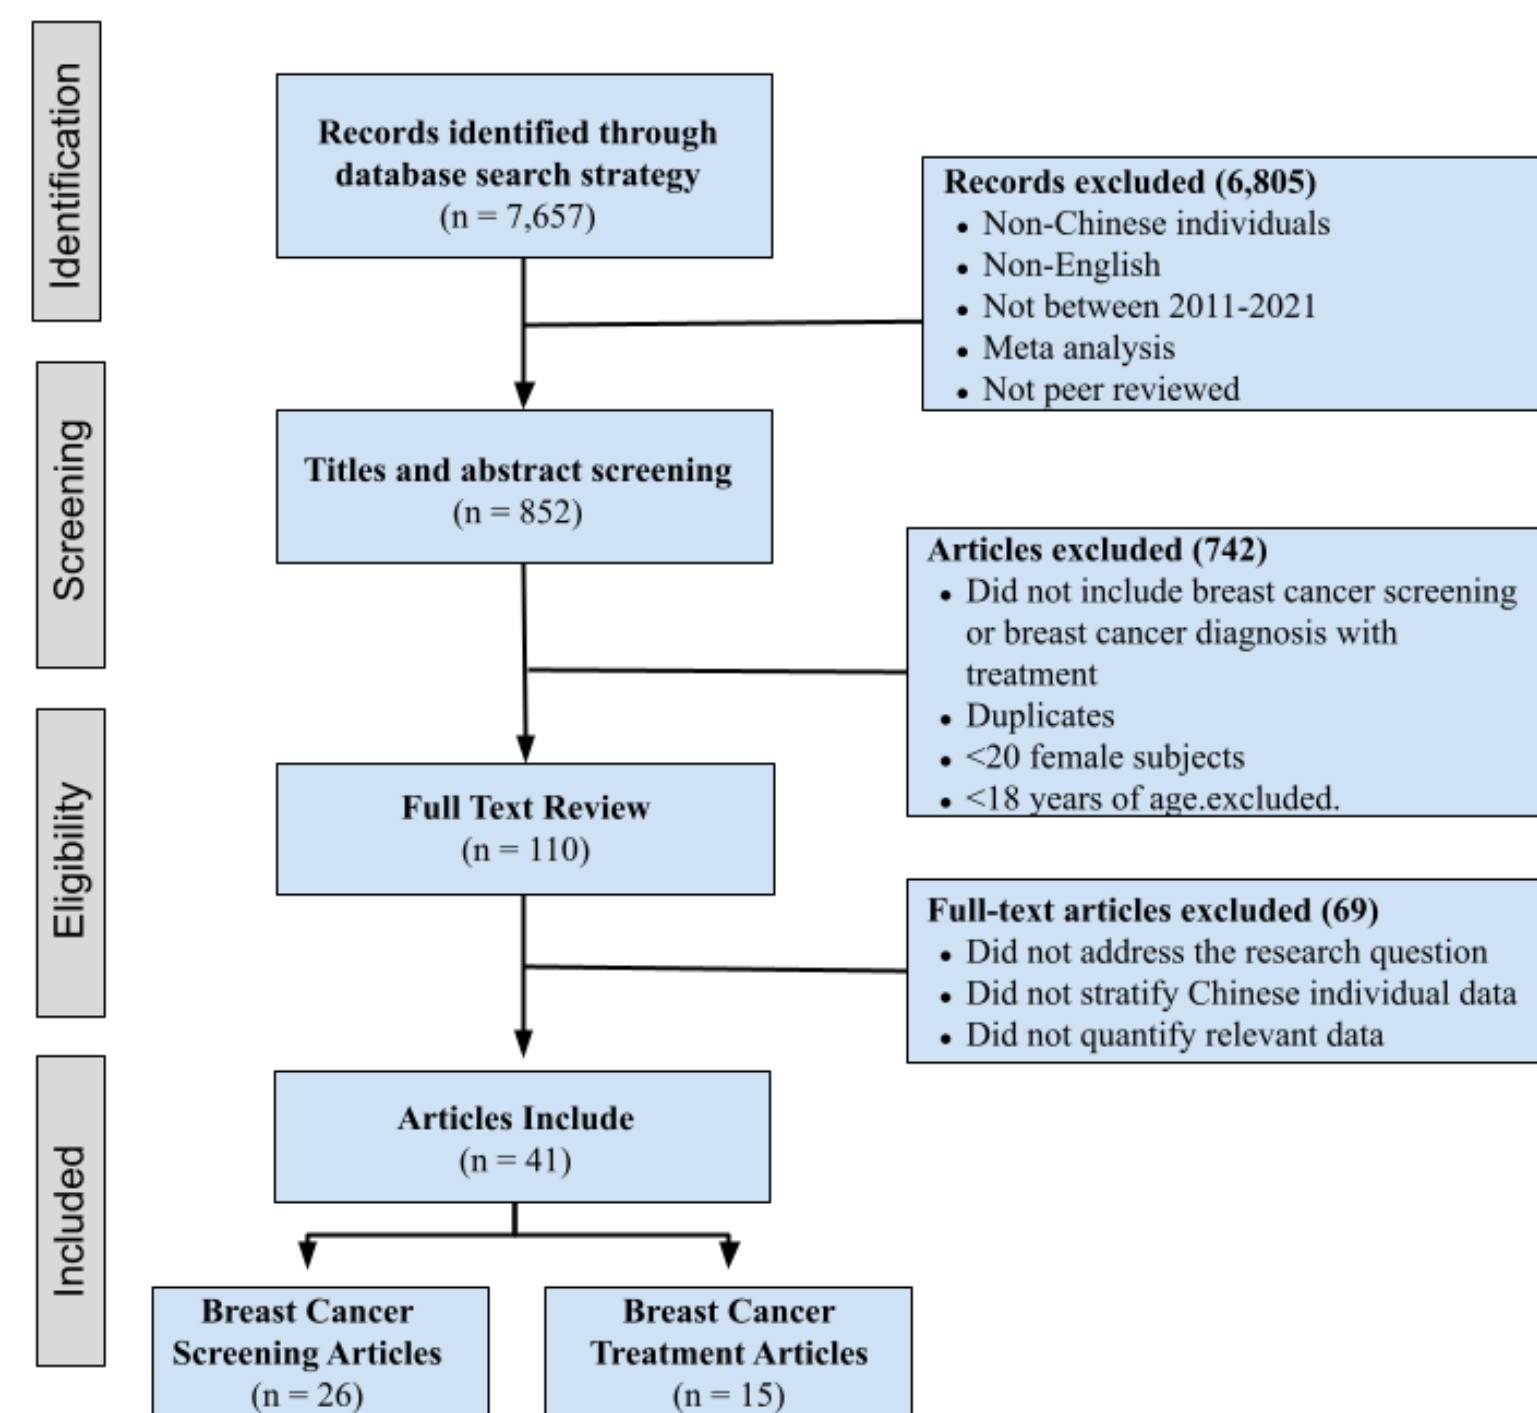 Identification
Records identified through
database search strategy
(n = 7,657)
Records excluded (6,805)
• Non-Chinese individuals
• Non-English
• Not between 2011-2021
• Meta analysis
• Not peer reviewed
Screening
Titles and abstract screening
(n = 852)
Articles excluded (742)
• Did not include breast cancer screening
or breast cancer diagnosis with
treatment
• Duplicates
• <20 female subjects
• <18 years of age.excluded.
Eligibility
Full Text Review
(n = 110)
Full-text articles excluded (69)
• Did not address the research question
• Did not stratify Chinese individual data
• Did not quantify relevant data
Included
Articles Include
(n = 41)
Breast Cancer
Screening Articles
(n = 26)
Breast Cancer
Treatment Articles
(n = 15)